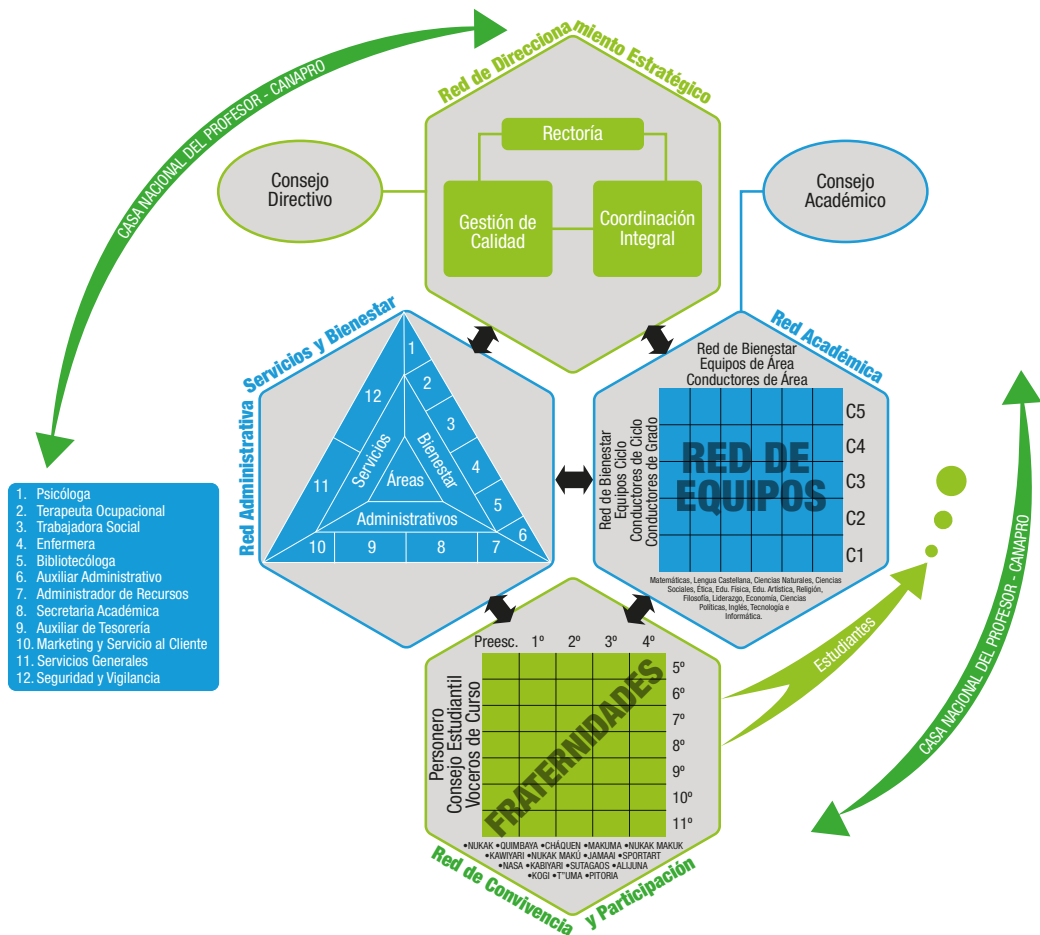 Red de Direccionamiento Estratégico
CASA NACIONAL DEL PROFESOR - CANAPRO
Rectoría
Consejo
Directivo
Gestión de
Calidad
Coordinación
Integral
Consejo
Académico
Red Administrativa Servicios y Bienestar
1
2
3
4
5
6
7
8
9
10
11
12
Servicios
Bienestar
Áreas
Administrativos
Red Académica
Red de Bienestar
Equipos de Área
Conductores de Área
Red de Bienestar
Equipos Ciclo
Conductores de Ciclo
Conductores de Grado
RED DE
EQUIPOS
C5
C4
C3
C2
C1
Matemáticas, Lengua Castellana, Ciencias Naturales, Ciencias
Sociales, Ética, Edu. Física, Edu. Artística, Religión,
Filosofía, Liderazgo, Economía, Ciencias
Políticas, Inglés, Tecnología e
Informática.
1. Psicóloga
2. Terapeuta Ocupacional
3. Trabajadora Social
4. Enfermera
5. Bibliotecóloga
6. Auxiliar Administrativo
7. Administrador de Recursos
8. Secretaria Académica
9. Auxiliar de Tesorería
10. Marketing y Servicio al Cliente
11. Servicios Generales
12. Seguridad y Vigilancia
CASA NACIONAL DEL PROFESOR - CANAPRO
Estudiantes
Preesc. 1º 2º 3º 4º
5º
6º
7º
8º
9º
10º
11º
Personero
Consejo Estudiantil
Voceros de Curso
FRATERNIDADES
•NUKAK •QUIMBAYA •CHÁQUEN •MAKUMA •NUKAK MAKUK
•KAWIYARI •NUKAK MAKÚ •JAMAAI •SPORTART
•NASA •KABIYARI •SUTAGAOS •ALIJUNA
•KOGI •T"UMA •PITORIA
Red de Convivencia y Participación